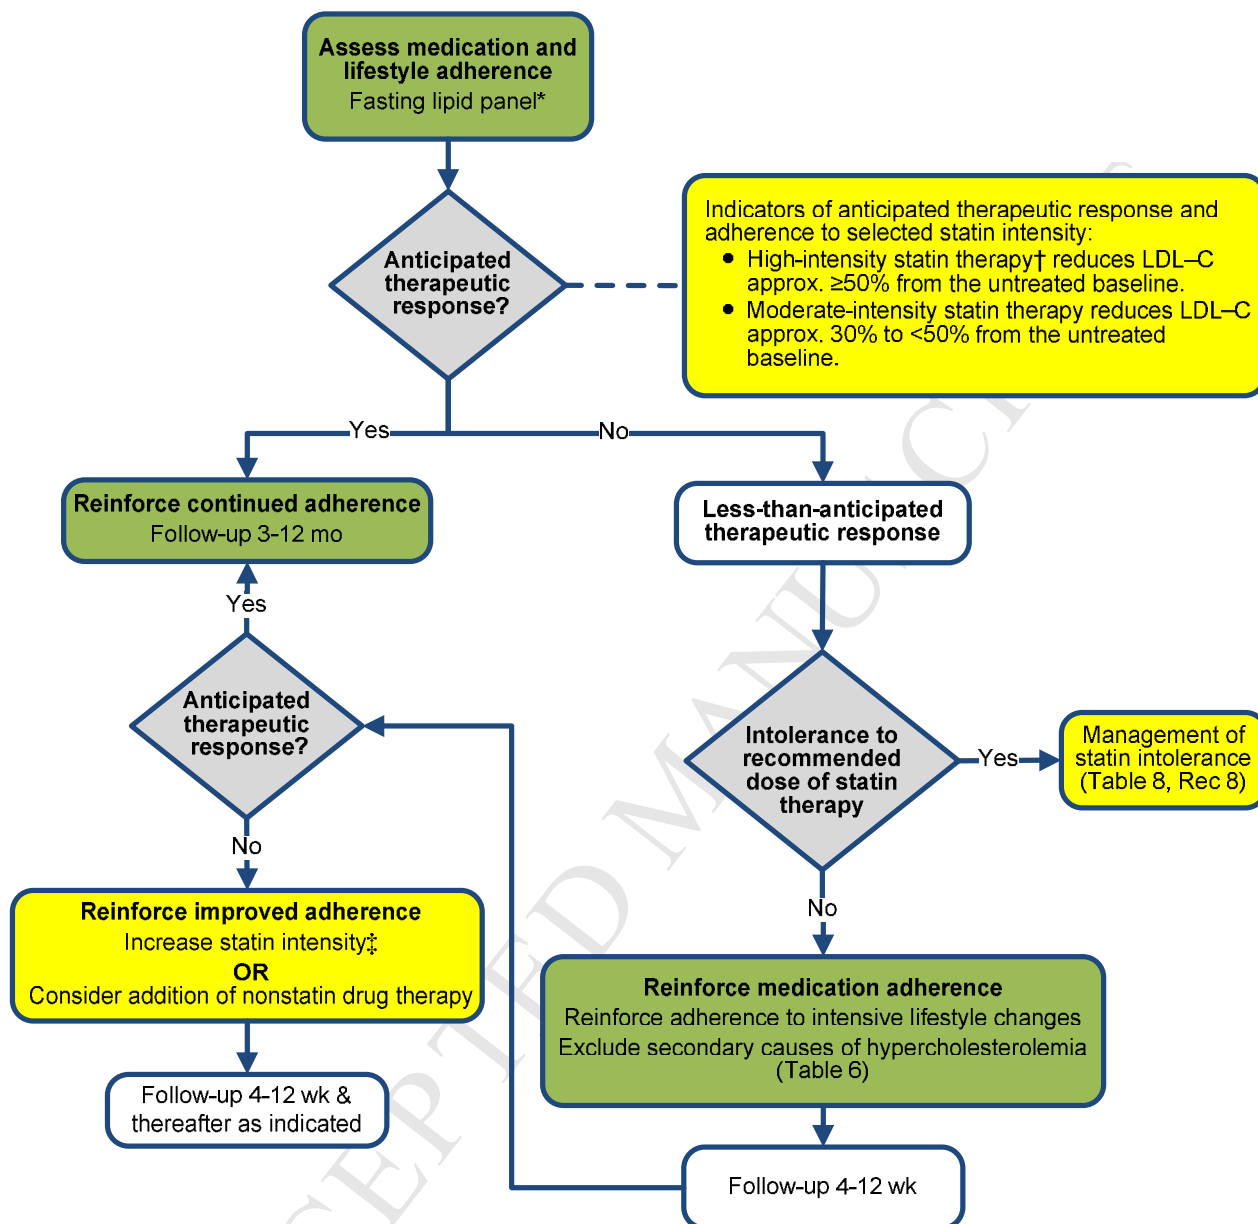 Assess medication and
lifestyle adherence
Fasting lipid panel*
Indicators of anticipated therapeutic response and
adherence to selected statin intensity:
● High-intensity statin therapy† reduces LDL–C
approx. ≥50% from the untreated baseline.
● Moderate-intensity statin therapy reduces LDL–C
approx. 30% to <50% from the untreated
baseline.
Anticipated
therapeutic
response?
Yes
No
Reinforce continued adherence
Follow-up 3-12 mo
Less-than-anticipated
therapeutic response
Yes
Anticipated
therapeutic
response?
Intolerance to
recommended
dose of statin
therapy
Yes
Management of
statin intolerance
(Table 8, Rec 8)
No
No
Reinforce improved adherence
Increase statin intensity‡
OR
Consider addition of nonstatin drug therapy
Reinforce medication adherence
Reinforce adherence to intensive lifestyle changes
Exclude secondary causes of hypercholesterolemia
(Table 6)
Follow-up 4-12 wk &
thereafter as indicated
Follow-up 4-12 wk
CEPTED MANUSC